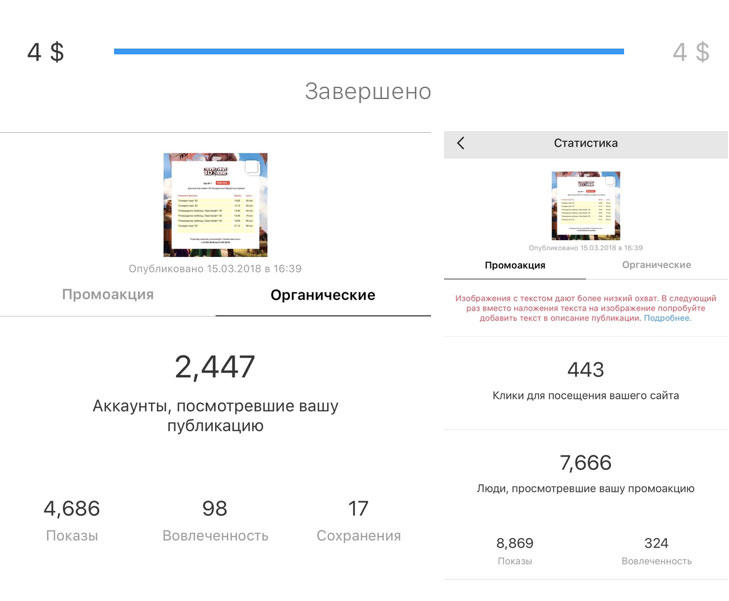 4 $
4 $
Завершено
Опубликовано 15.03.2018 в 16:39
Промоакция
Органические
2,447
Аккаунты, посмотревшие вашу
публикацию
4,686
98
17
Показы
Вовлеченность
Сохранения
Статистика
Опубликовано 15.03.2018 в 16:39
Промоакция
Органические
Изображения с текстом дают более низкий охват. В следующий
раз вместо наложения текста на изображение попробуйте
добавить текст в описание публикации. Подробнее.
443
Клики для посещения вашего сайта
7,666
Люди, просмотревшие вашу промоакцию
8,869
324
Показы
Вовлеченность